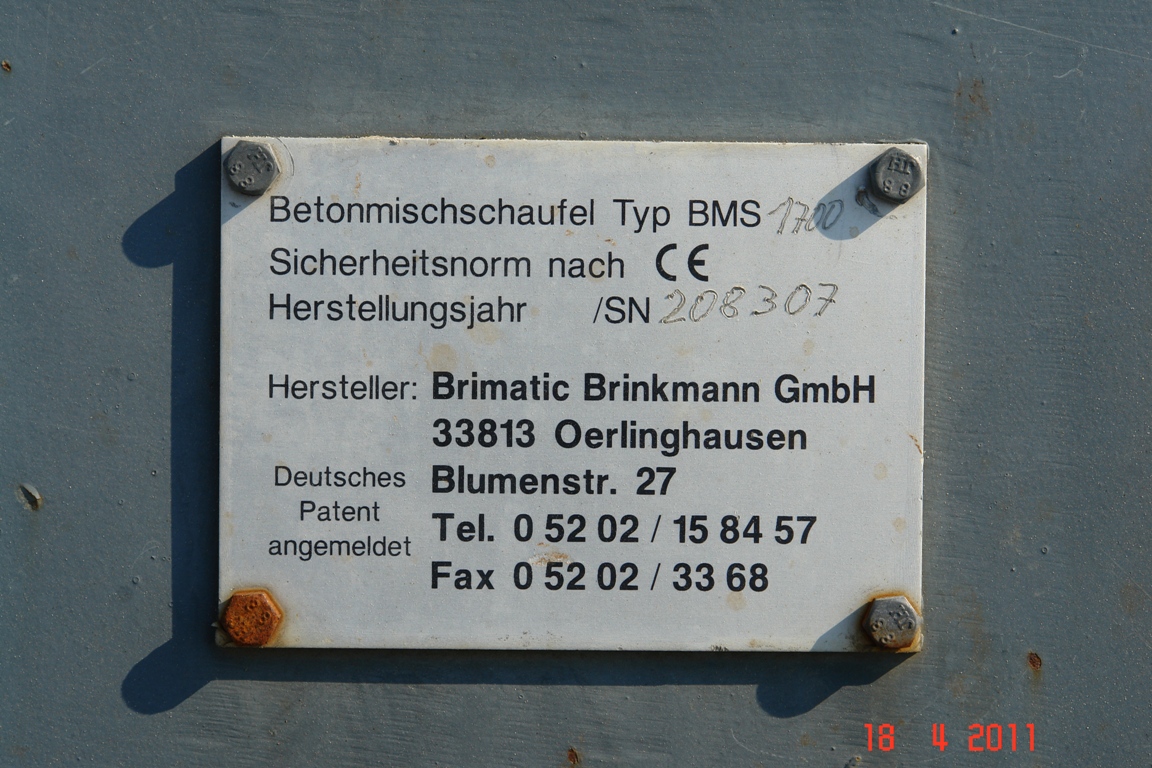 Betonmischschaufel Typ BMS 1700
Sicherheitsnorm nach CE
Herstellungsjahr /SN 208307
Hersteller: Brimatic Brinkmann GmbH
33813 Oerlinghausen
Deutsches Blumenstr. 27
Patent
angemeldet
Tel. 0 52 02 / 15 84 57
Fax 0 52 02 / 33 68
18 4 2011